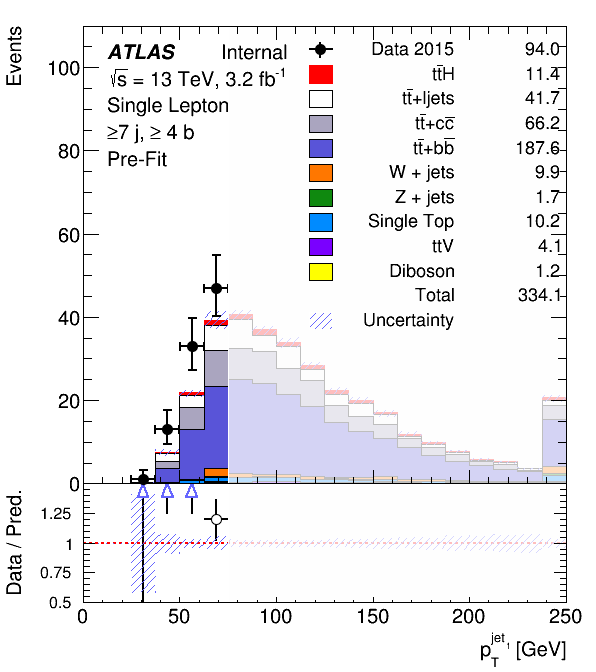 Events
ATLAS Internal
√s = 13 TeV, 3.2 fb⁻¹
Single Lepton
≥7 j, ≥ 4 b
Pre-Fit
Data 2015 94.0
tt̄H 11.4
tt̄+ljets 41.7
tt̄+cc̄ 66.2
tt̄+bb̄ 187.6
W + jets 9.9
Z + jets 1.7
Single Top 10.2
ttV 4.1
Diboson 1.2
Total 334.1
Uncertainty
100
80
60
40
20
0
Data / Pred.
1.25
1
0.75
0.5
0 50 100 150 200 250
p_T^{jet_1} [GeV]